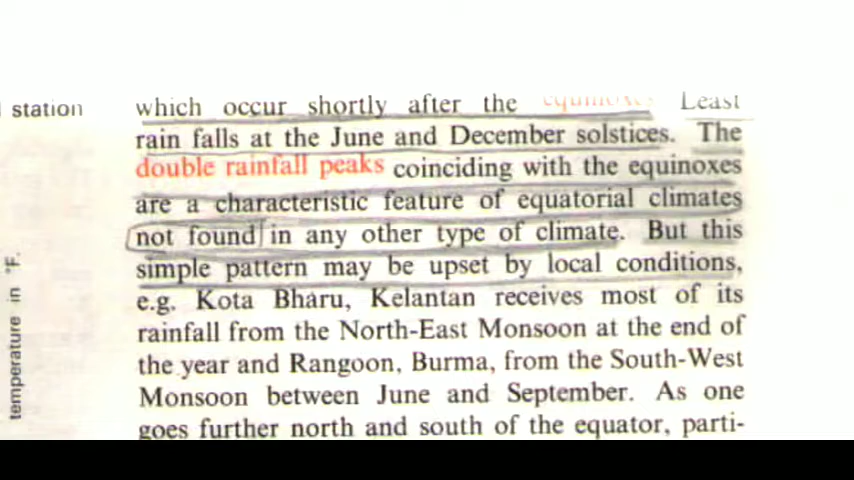 station
which occur shortly after the equinoxes Least
rain falls at the June and December solstices. The
double rainfall peaks coinciding with the equinoxes
are a characteristic feature of equatorial climates
not found in any other type of climate. But this
simple pattern may be upset by local conditions,
e.g. Kota Bharu, Kelantan receives most of its
rainfall from the North-East Monsoon at the end of
the year and Rangoon, Burma, from the South-West
Monsoon between June and September. As one
goes further north and south of the equator, parti-
temperature in °F.